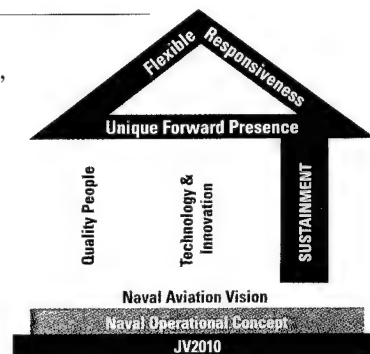 ,
Flexible
Responsiveness
Unique Forward Presence
Quality People
Technology &
Innovation
SUSTAINMENT
Naval Aviation Vision
Naval Operational Concept
JV2010